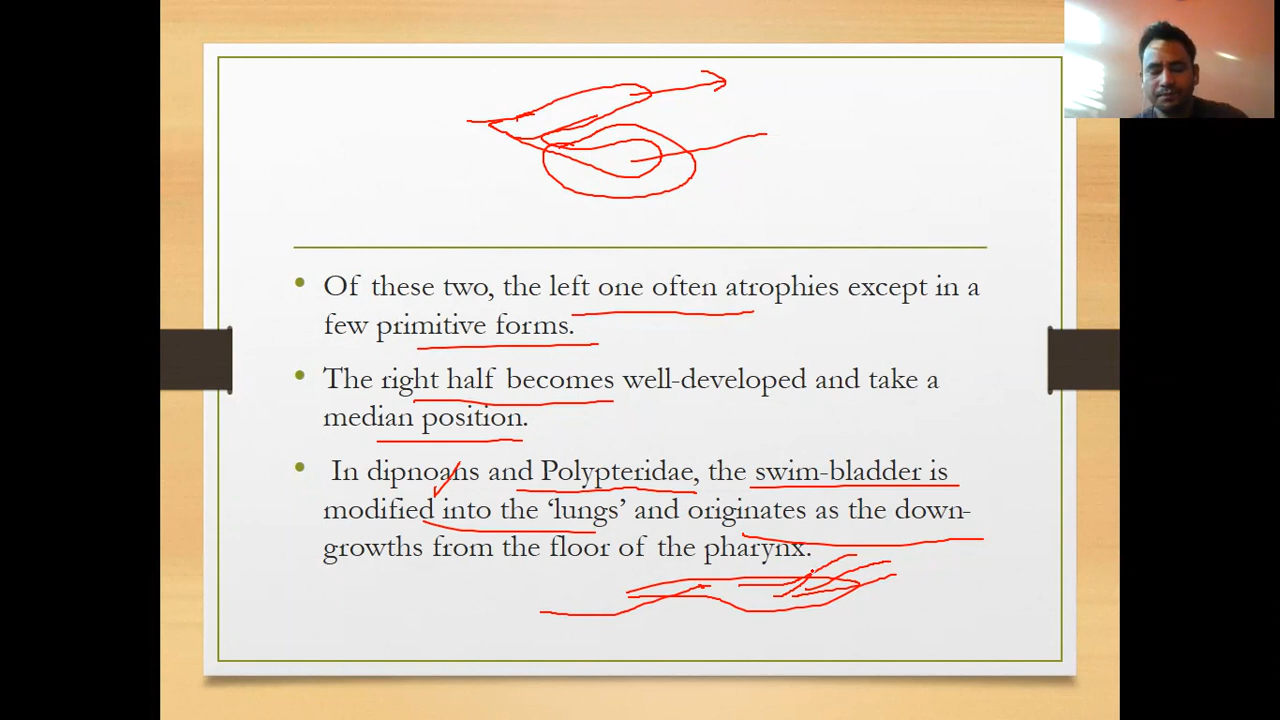 Of these two, the left one often atrophies except in a
few primitive forms.
The right half becomes well-developed and take a
median position.
In dipnoans and Polypteridae, the swim-bladder is
modified into the ‘lungs’ and originates as the down-
growths from the floor of the pharynx.